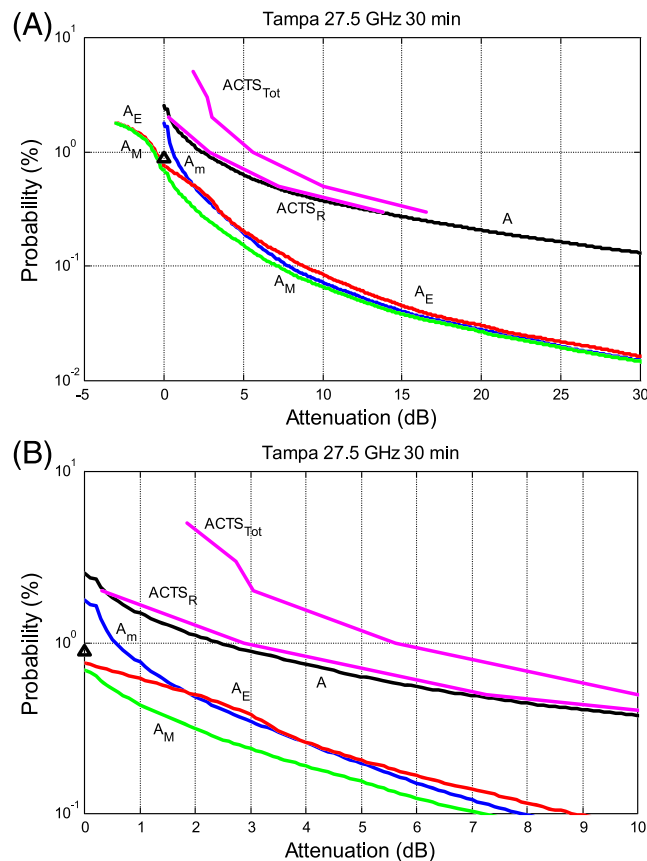 (A)
Tampa 27.5 GHz 30 min
10^1
10^0
10^-1
10^-2
Probability (%)
ACTS_Tot
A_E
A_M
A_m
ACTS_R
A
A_M
A_E
-5 0 5 10 15 20 25 30
Attenuation (dB)
(B)
Tampa 27.5 GHz 30 min
10^1
10^0
10^-1
Probability (%)
ACTS_Tot
ACTS_R
A_m
A_E
A
A_M
0 1 2 3 4 5 6 7 8 9 10
Attenuation (dB)